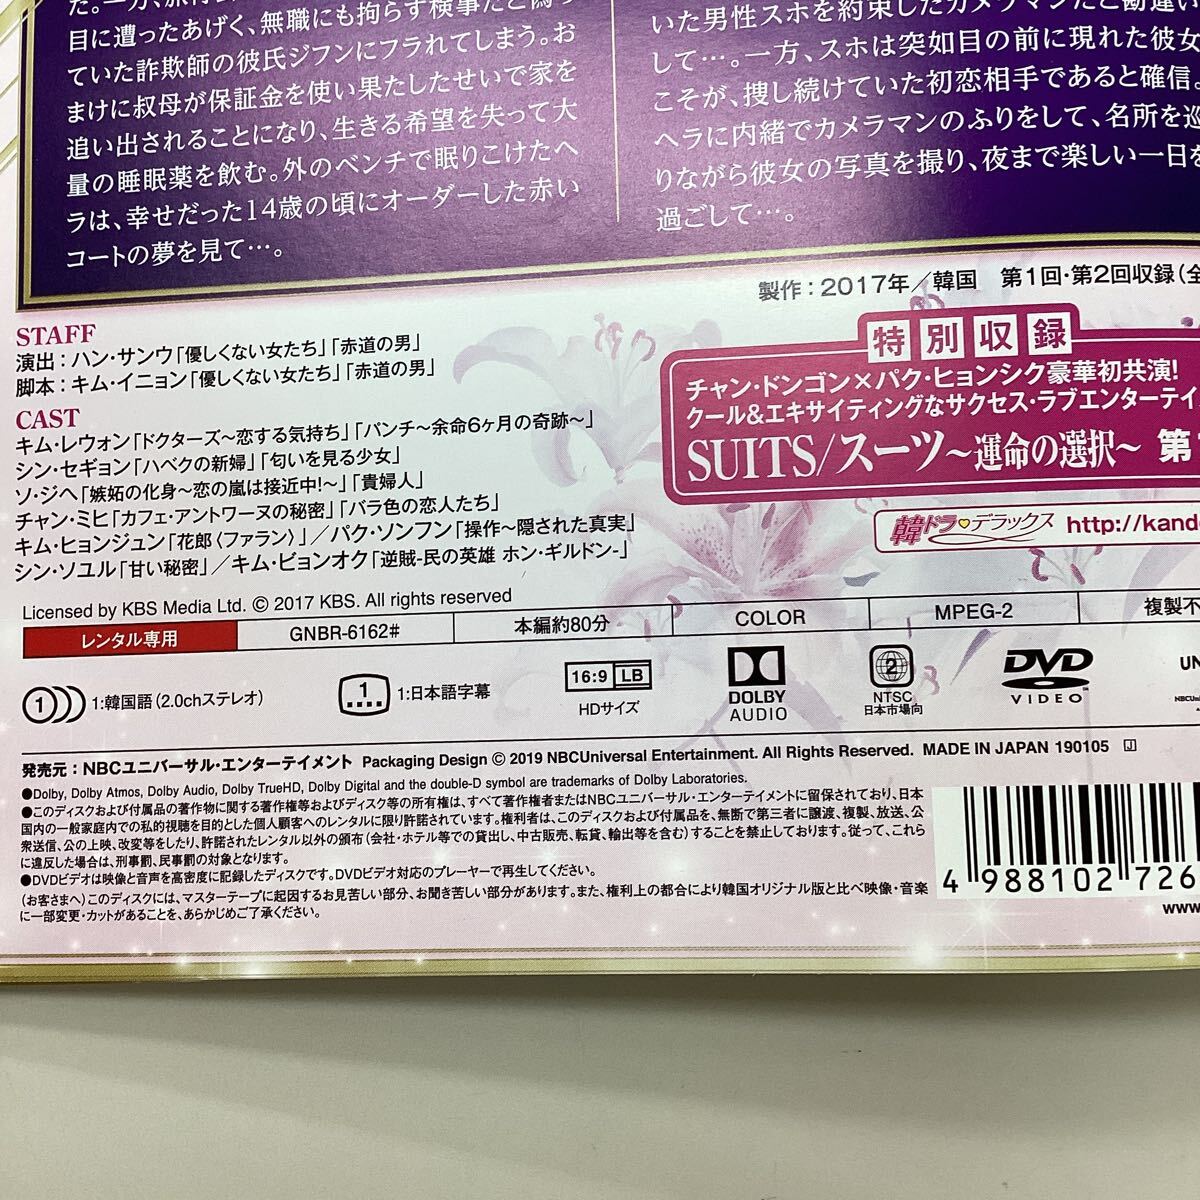 目に遭ったあげく、無職にも拘らず検事だと偽っ
ていた詐欺師の彼氏ジフンにフラれてしまう。お
まけに叔母が保証金を使い果たしたせいで家を
追い出されることになり、生きる希望を失って大
量の睡眠薬を飲む。外のベンチで眠りこけたヘ
ラは、幸せだった14歳の頃にオーダーした赤い
コートの夢を見て…。
いた男性スホを約束したカメラマンだと勘違い
して…。一方、スホは突如目の前に現れた彼女
こそが、捜し続けていた初恋相手であると確信。
ヘラに内緒でカメラマンのふりをして、名所を巡
りながら彼女の写真を撮り、夜まで楽しい一日を
過ごして…。
製作：2017年／韓国　第1回・第2回収録(全
STAFF
演出：ハン・サンウ「優しくない女たち」「赤道の男」
脚本：キム・イニョン「優しくない女たち」「赤道の男」
CAST
キム・レウォン「ドクターズ～恋する気持ち」「パンチ～余命6ヶ月の奇跡～」
シン・セギョン「ハベクの新婦」「匂いを見る少女」
ソ・ジヘ「嫉妬の化身～恋の嵐は接近中!～」「貴婦人」
チャン・ミヒ「カフェ・アントワーヌの秘密」「バラ色の恋人たち」
キム・ヒョンジュン「花郎〈ファラン〉」／パク・ソンフン「操作～隠された真実」
シン・ソユル「甘い秘密」／キム・ビョンオク「逆賊-民の英雄 ホン・ギルドン-」
特別収録
チャン・ドンゴン×パク・ヒョンシク豪華初共演!
クール&エキサイティングなサクセス・ラブエンターテイ
SUITS/スーツ～運命の選択～ 第
韓ドラ♥デラックス http://kand
Licensed by KBS Media Ltd. © 2017 KBS. All rights reserved
レンタル専用 GNBR-6162# 本編約80分 COLOR MPEG-2 複製不
1 1:韓国語(2.0chステレオ) 1 1:日本語字幕 16:9 LB HDサイズ DOLBY AUDIO 2 NTSC 日本市場向 DVD VIDEO UN
発売元：NBCユニバーサル・エンターテイメント Packaging Design © 2019 NBCUniversal Entertainment. All Rights Reserved. MADE IN JAPAN 190105 J
●Dolby, Dolby Atmos, Dolby Audio, Dolby TrueHD, Dolby Digital and the double-D symbol are trademarks of Dolby Laboratories.
●このディスクおよび付属品の著作物に関する著作権等およびディスク等の所有権は、すべて著作権者またはNBCユニバーサル・エンターテイメントに留保されており、日本
国内の一般家庭内での私的視聴を目的とした個人顧客へのレンタルに限り許諾されています。権利者は、このディスクおよび付属品を、無断で第三者に譲渡、複製、放送、公
衆送信、公の上映、改変等をしたり、許諾されたレンタル以外の頒布(会社・ホテル等での貸出し、中古販売、転貸、輸出等を含む)することを禁止しております。従って、これら
に違反した場合は、刑事罰、民事罰の対象となります。
●DVDビデオは映像と音声を高密度に記録したディスクです。DVDビデオ対応のプレーヤーで再生してください。
(お客さまへ)このディスクには、マスターテープに起因するお見苦しい部分、お聞き苦しい部分があります。また、権利上の都合により韓国オリジナル版と比べ映像・音楽
に一部変更・カットがあることを、あらかじめご了承ください。
4 988102 726
www.